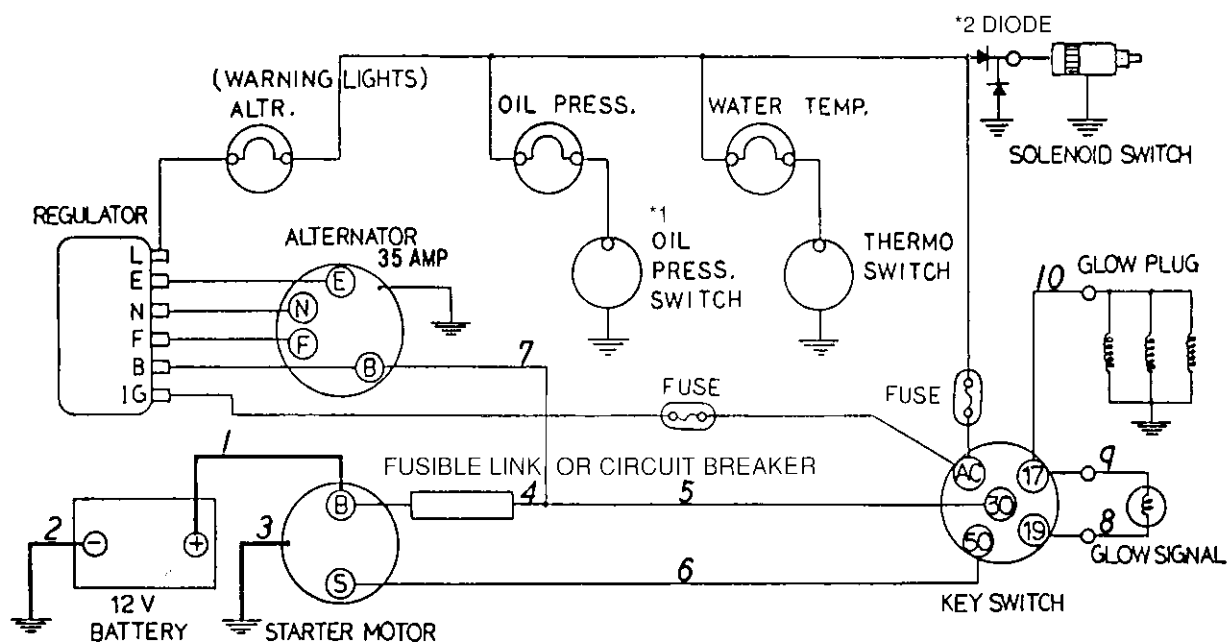 *2 DIODE
(WARNING LIGHTS)
ALTR.
OIL PRESS.
WATER TEMP.
SOLENOID SWITCH
REGULATOR
L
E
N
F
B
IG
ALTERNATOR
35 AMP
E
N
F
B
*1
OIL
PRESS.
SWITCH
THERMO
SWITCH
10
GLOW PLUG
7
FUSE
FUSE
1
FUSIBLE LINK OR CIRCUIT BREAKER
AC
17
30
50
19
9
8
GLOW SIGNAL
2
-
+
3
B
S
4
5
6
12 V
BATTERY
STARTER MOTOR
KEY SWITCH